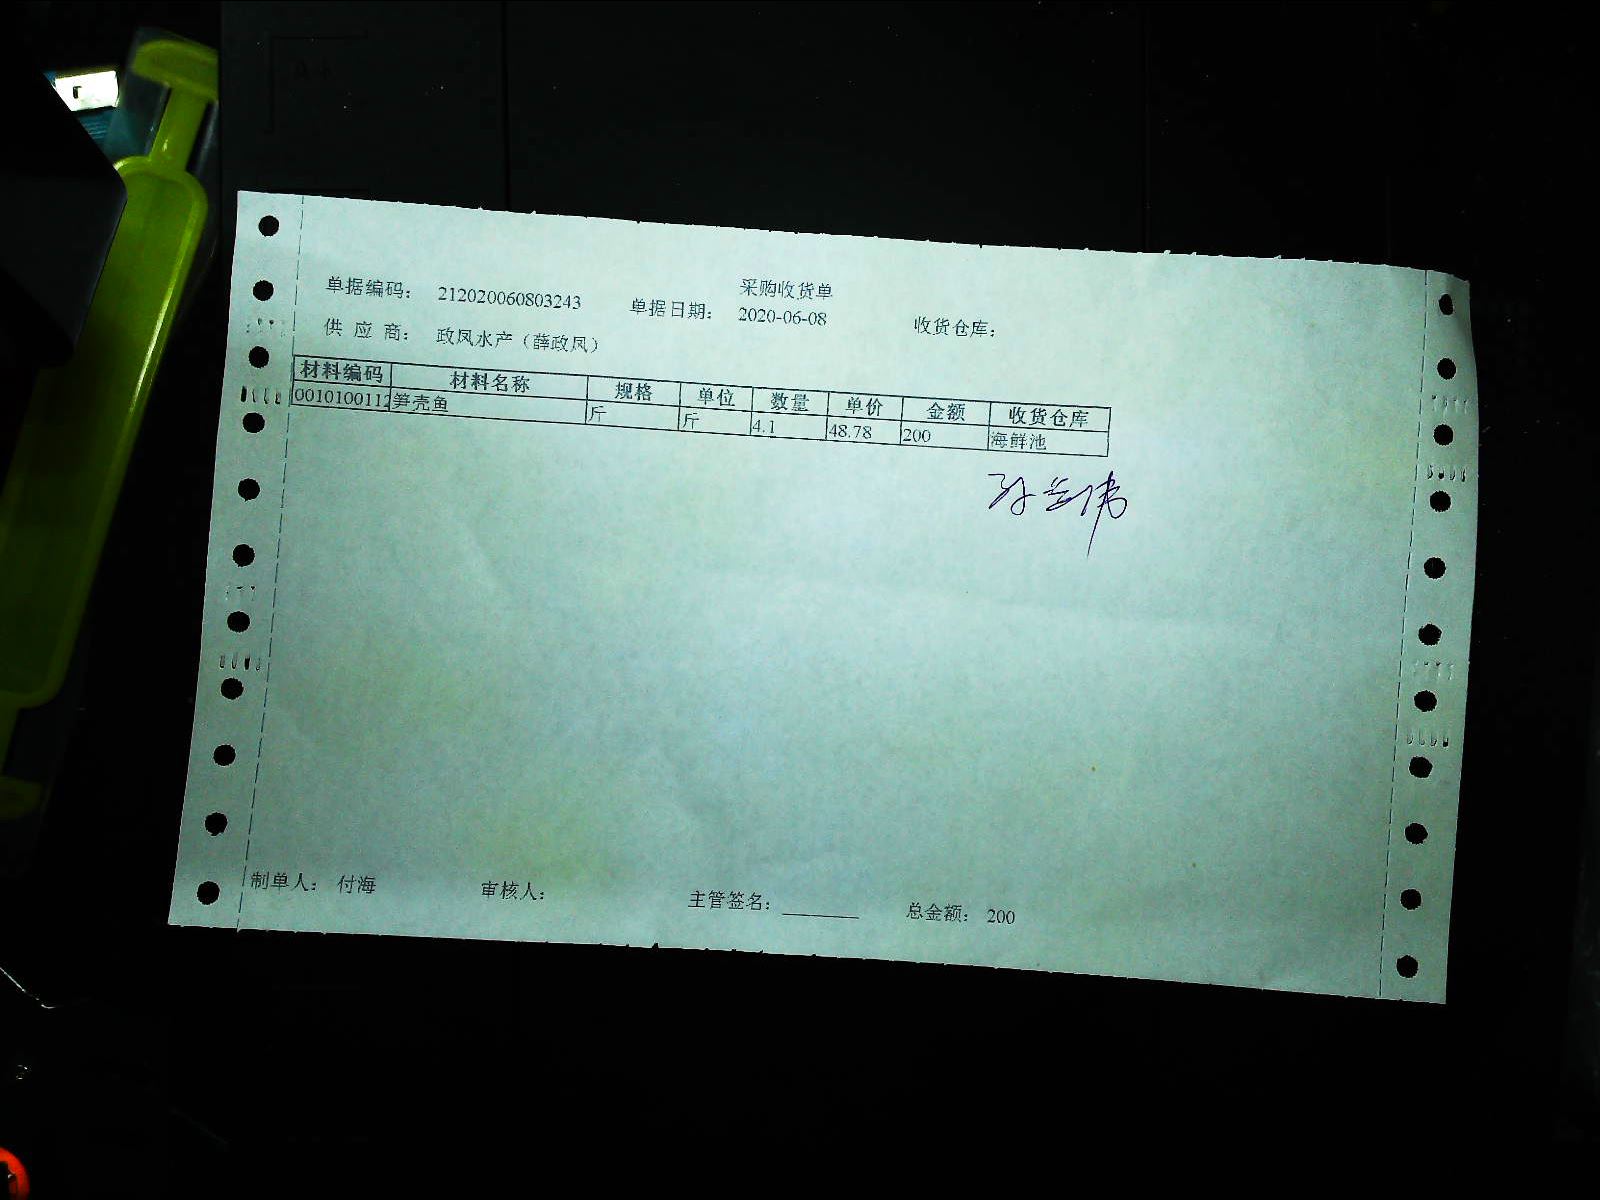 采购收货单
单据编码： 212020060803243 单据日期： 2020-06-08 收货仓库：
供 应 商： 政凤水产（薛政凤）
材料编码 材料名称 规格 单位 数量 单价 金额 收货仓库
0010100112 笋壳鱼 斤 斤 4.1 48.78 200 海鲜池
制单人： 付海 审核人： 主管签名： 总金额： 200